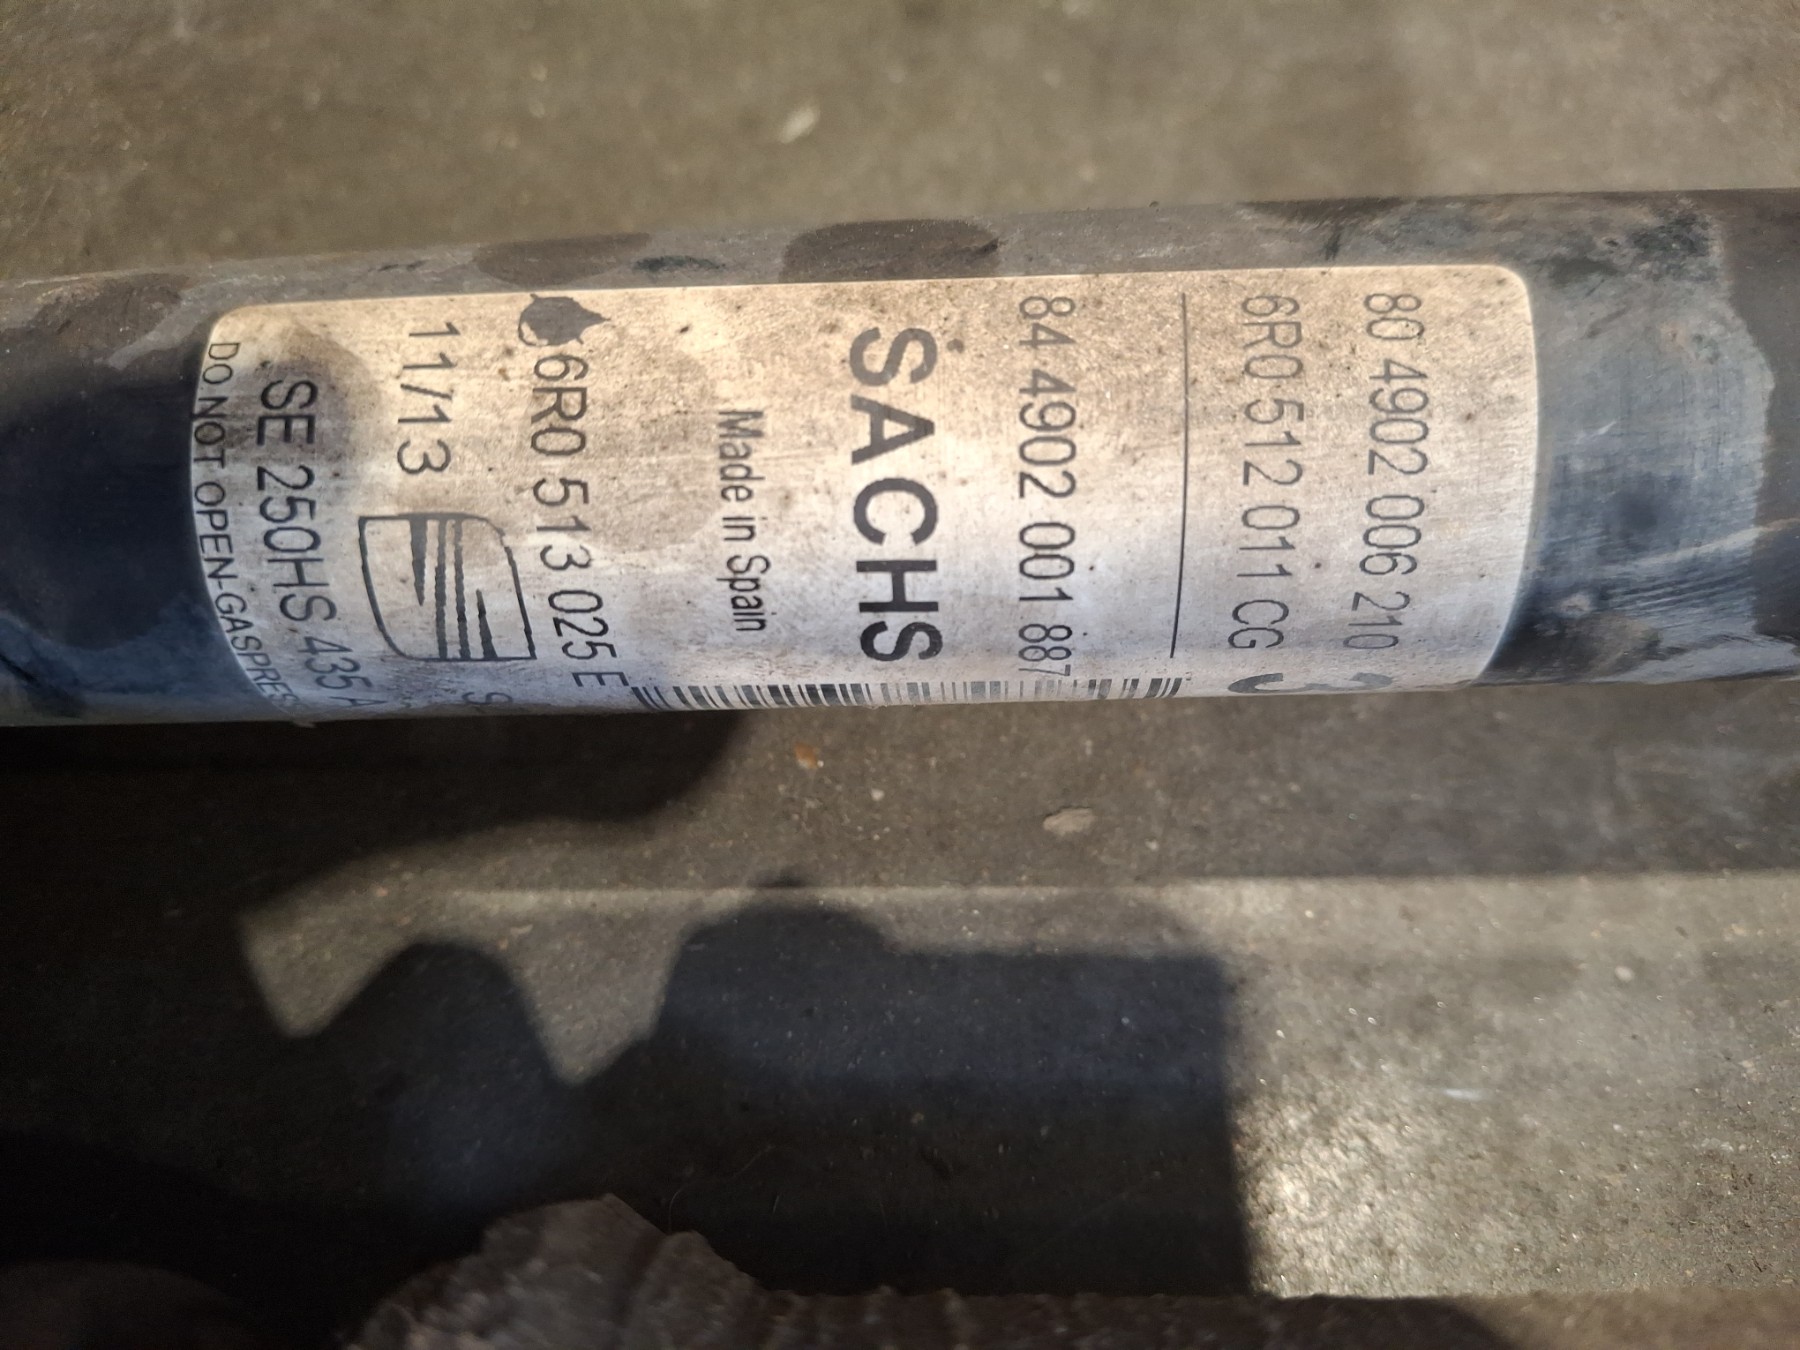 80 4902 006 210
6R0 512 011 CG
84 4902 001 887
SACHS
Made in Spain
6R0 513 025 E
11/13
SE 250HS 435 A
DO NOT OPEN-GASPRESS